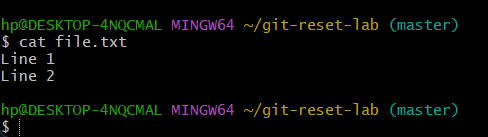 hp@DESKTOP-4NQCMAL MINGW64 ~/git-reset-lab (master)
$ cat file.txt
Line 1
Line 2
hp@DESKTOP-4NQCMAL MINGW64 ~/git-reset-lab (master)
$